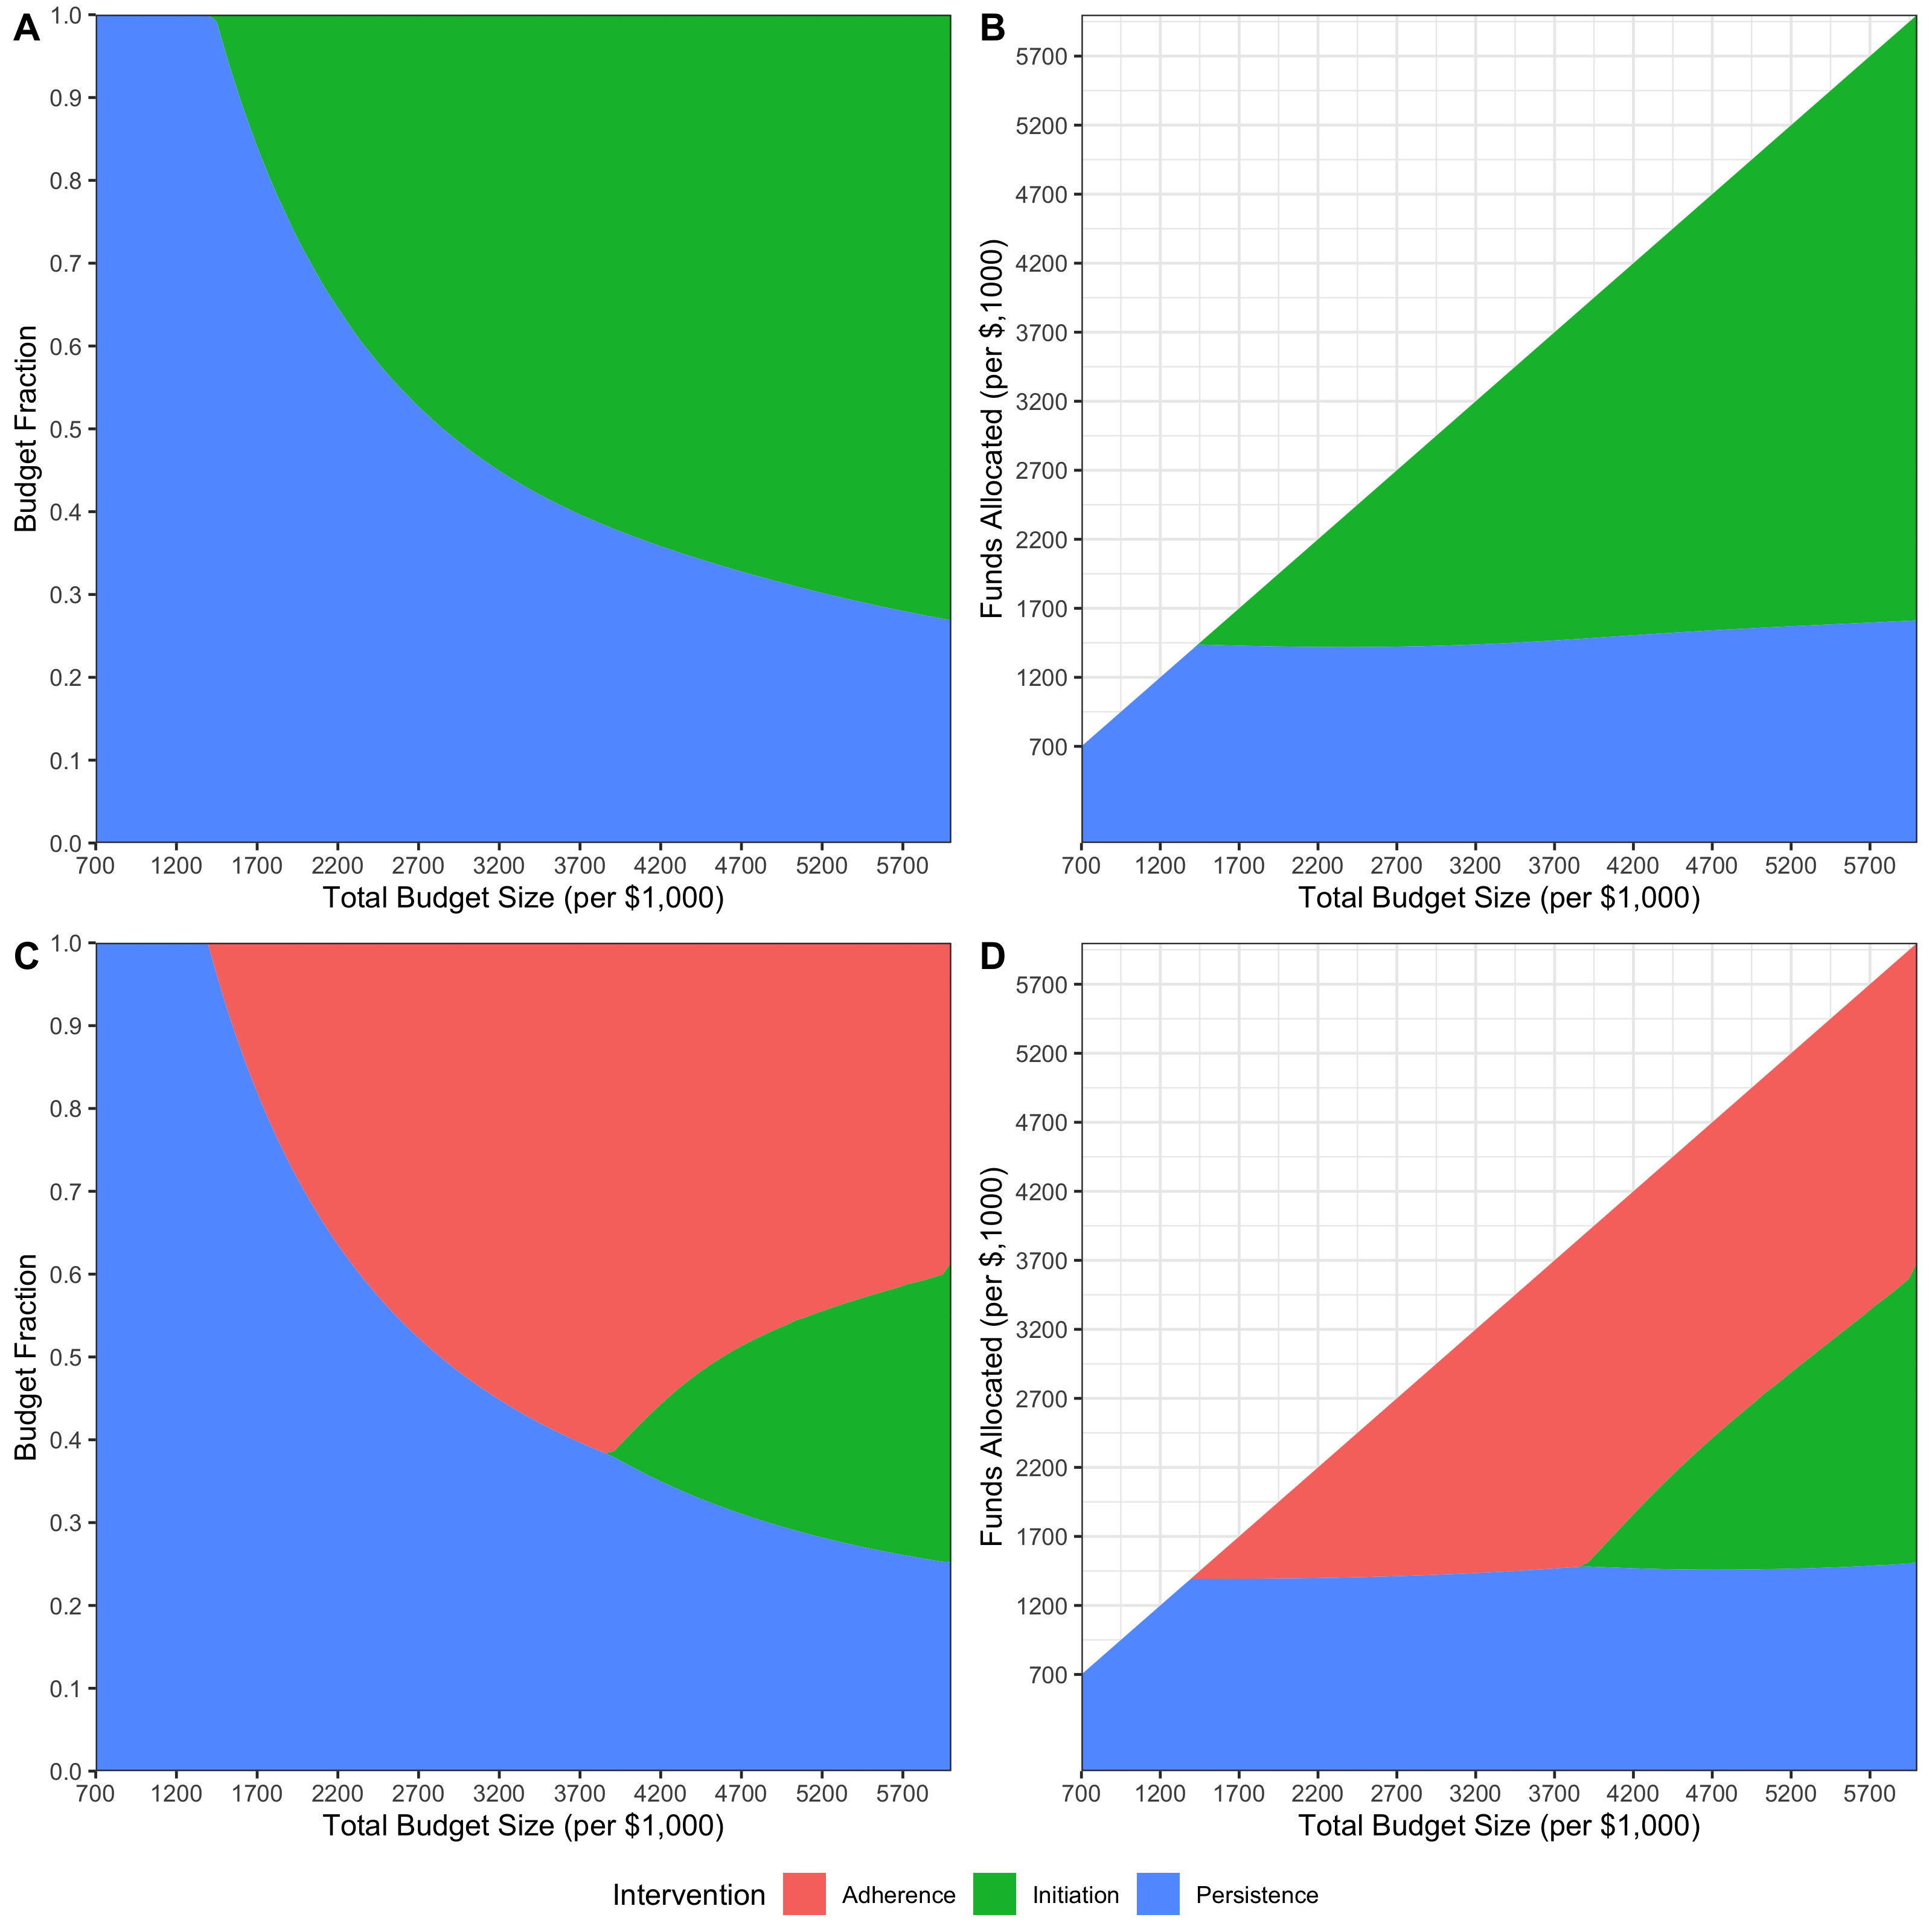 A
1.0
0.9
0.8
0.7
0.6
0.5
0.4
0.3
0.2
0.1
0.0
Budget Fraction
700 1200 1700 2200 2700 3200 3700 4200 4700 5200 5700
Total Budget Size (per $1,000)
B
5700
5200
4700
4200
3700
3200
2700
2200
1700
1200
700
Funds Allocated (per $,1000)
700 1200 1700 2200 2700 3200 3700 4200 4700 5200 5700
Total Budget Size (per $1,000)
C
1.0
0.9
0.8
0.7
0.6
0.5
0.4
0.3
0.2
0.1
0.0
Budget Fraction
700 1200 1700 2200 2700 3200 3700 4200 4700 5200 5700
Total Budget Size (per $1,000)
D
5700
5200
4700
4200
3700
3200
2700
2200
1700
1200
700
Funds Allocated (per $,1000)
700 1200 1700 2200 2700 3200 3700 4200 4700 5200 5700
Total Budget Size (per $1,000)
Intervention Adherence Initiation Persistence